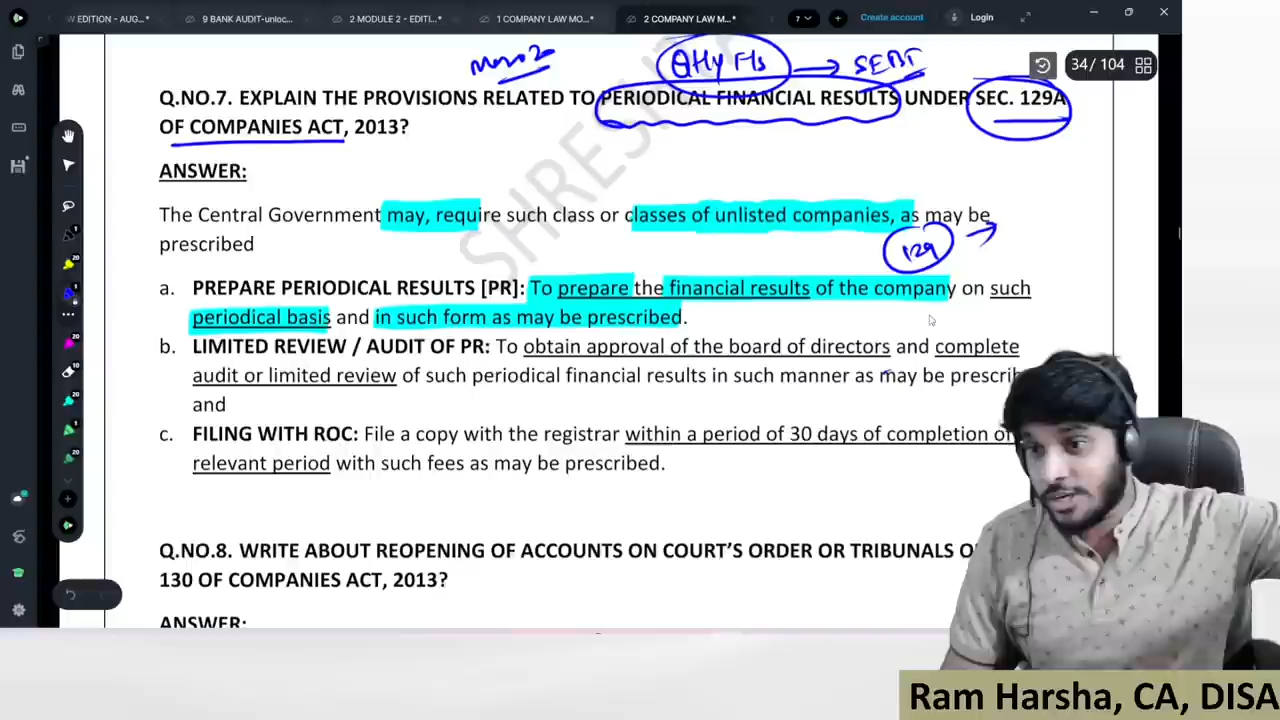 W EDITION - AUG...*
9 BANK AUDIT-unloc...
2 MODULE 2 - EDITI...*
1 COMPANY LAW MO...*
2 COMPANY LAW M...*
7
Create account
Login
34 / 104
Qtly FIs → SEBI
Q.NO.7. EXPLAIN THE PROVISIONS RELATED TO PERIODICAL FINANCIAL RESULTS UNDER SEC. 129A
OF COMPANIES ACT, 2013?
ANSWER:
The Central Government may, require such class or classes of unlisted companies, as may be
prescribed
129 →
a. PREPARE PERIODICAL RESULTS [PR]: To prepare the financial results of the company on such
periodical basis and in such form as may be prescribed.
b. LIMITED REVIEW / AUDIT OF PR: To obtain approval of the board of directors and complete
audit or limited review of such periodical financial results in such manner as may be prescrib
and
c. FILING WITH ROC: File a copy with the registrar within a period of 30 days of completion of
relevant period with such fees as may be prescribed.
Q.NO.8. WRITE ABOUT REOPENING OF ACCOUNTS ON COURT'S ORDER OR TRIBUNALS O
130 OF COMPANIES ACT, 2013?
ANSWER:
Ram Harsha, CA, DISA